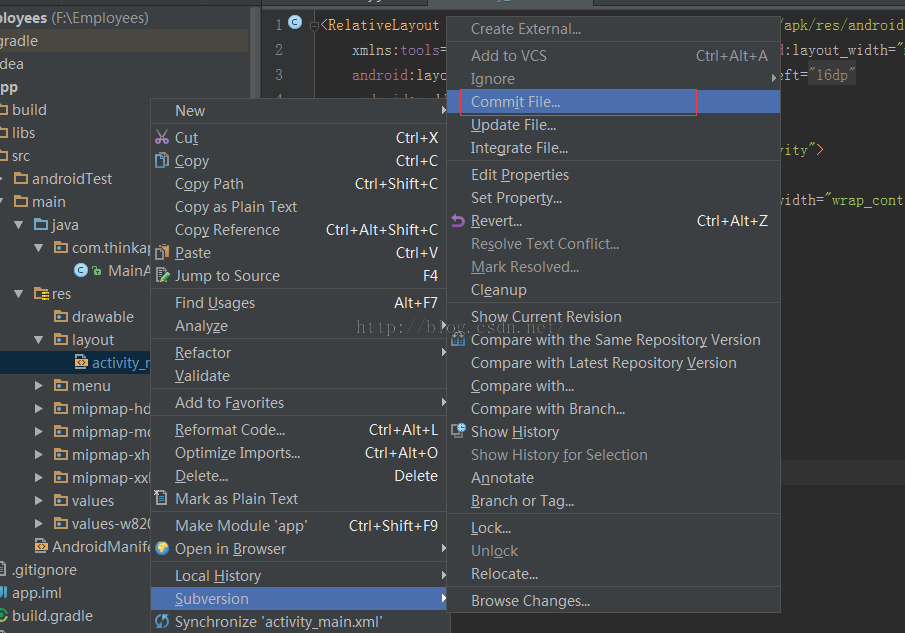 ployees (F:\Employees)
gradle
dea
pp
build
libs
src
androidTest
main
java
com.thinkap
MainA
res
drawable
layout
activity_m
menu
mipmap-hd
mipmap-mc
mipmap-xh
mipmap-xxh
values
values-w820
AndroidManife
.gitignore
app.iml
build.gradle
1 <RelativeLayout /apk/res/android
2 xmlns:tools= d:layout_width="
3 android:layo eft="16dp"
vity">
width="wrap_cont
New
Cut Ctrl+X
Copy Ctrl+C
Copy Path Ctrl+Shift+C
Copy as Plain Text
Copy Reference Ctrl+Alt+Shift+C
Paste Ctrl+V
Jump to Source F4
Find Usages Alt+F7
Analyze
Refactor
Validate
Add to Favorites
Reformat Code... Ctrl+Alt+L
Optimize Imports... Ctrl+Alt+O
Delete... Delete
Mark as Plain Text
Make Module 'app' Ctrl+Shift+F9
Open in Browser
Local History
Subversion
Synchronize 'activity_main.xml'
Create External...
Add to VCS Ctrl+Alt+A
Ignore
Commit File...
Update File...
Integrate File...
Edit Properties
Set Property...
Revert... Ctrl+Alt+Z
Resolve Text Conflict...
Mark Resolved...
Cleanup
Show Current Revision
Compare with the Same Repository Version
Compare with Latest Repository Version
Compare with...
Compare with Branch...
Show History
Show History for Selection
Annotate
Branch or Tag...
Lock...
Unlock
Relocate...
Browse Changes...
http://blog.csdn.net/